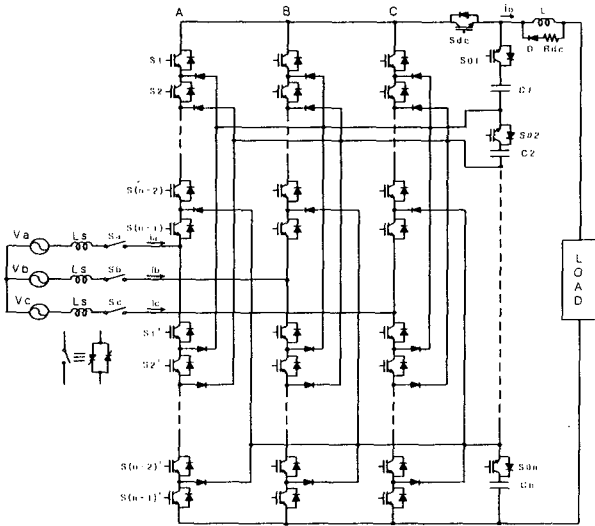 A B C
Sdc
io
L
D Rdc
S01
C1
S02
C2
S1
S2
S(n-2)
S(n-1)
Va Ls Sa ia
Vb Ls Sb ib
Vc Ls Sc ic
LOAD
S1'
S2'
S(n-2)'
S(n-1)'
S0n
Cn